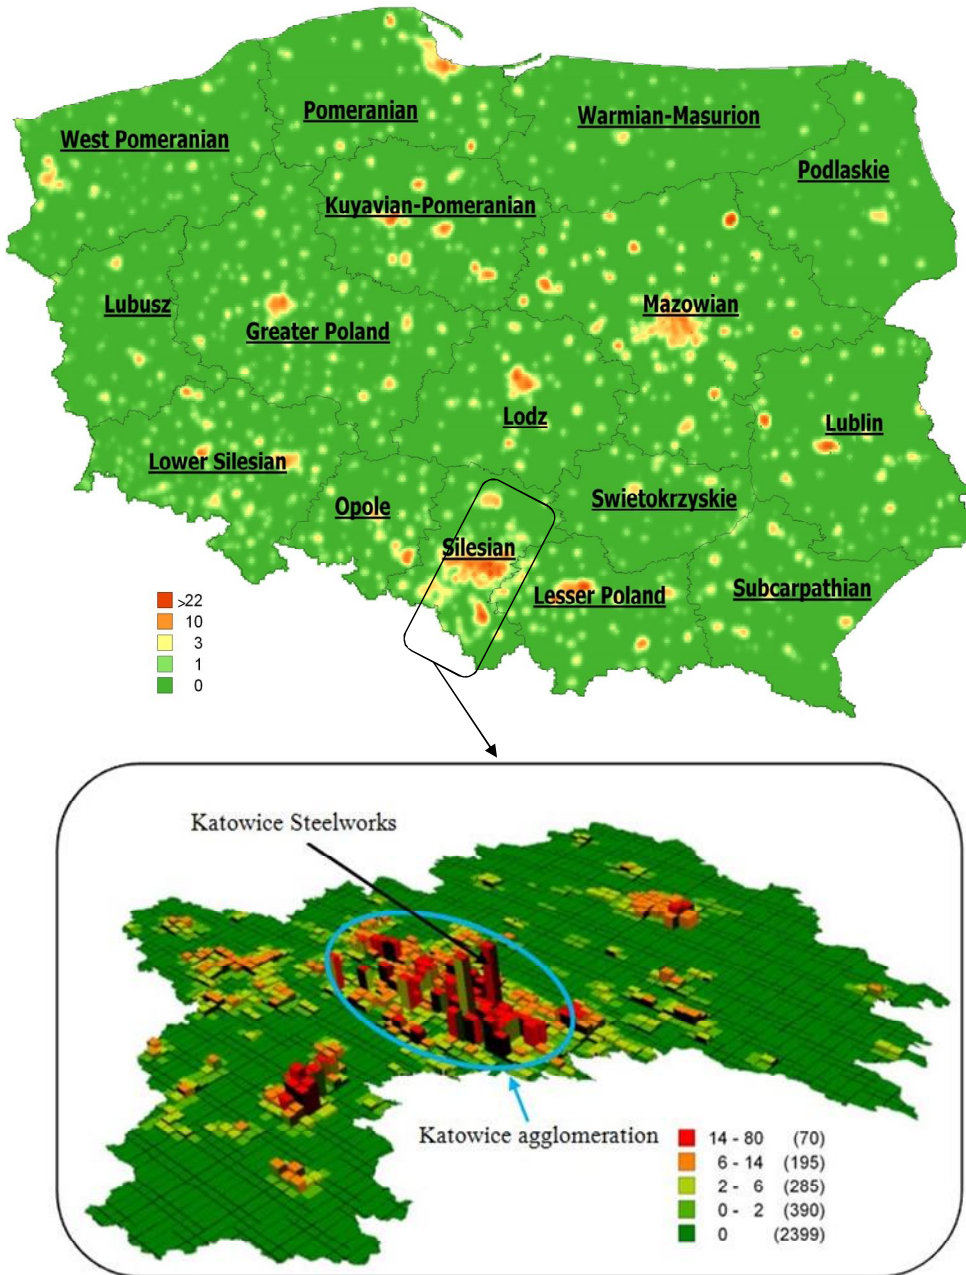 Pomeranian
Warmian-Masurion
West Pomeranian
Podlaskie
Kuyavian-Pomeranian
Lubusz
Mazowian
Greater Poland
Lodz
Lublin
Lower Silesian
Opole
Swietokrzyskie
Silesian
Lesser Poland
Subcarpathian
>22
10
3
1
0
Katowice Steelworks
Katowice agglomeration
14 - 80 (70)
6 - 14 (195)
2 - 6 (285)
0 - 2 (390)
0 (2399)